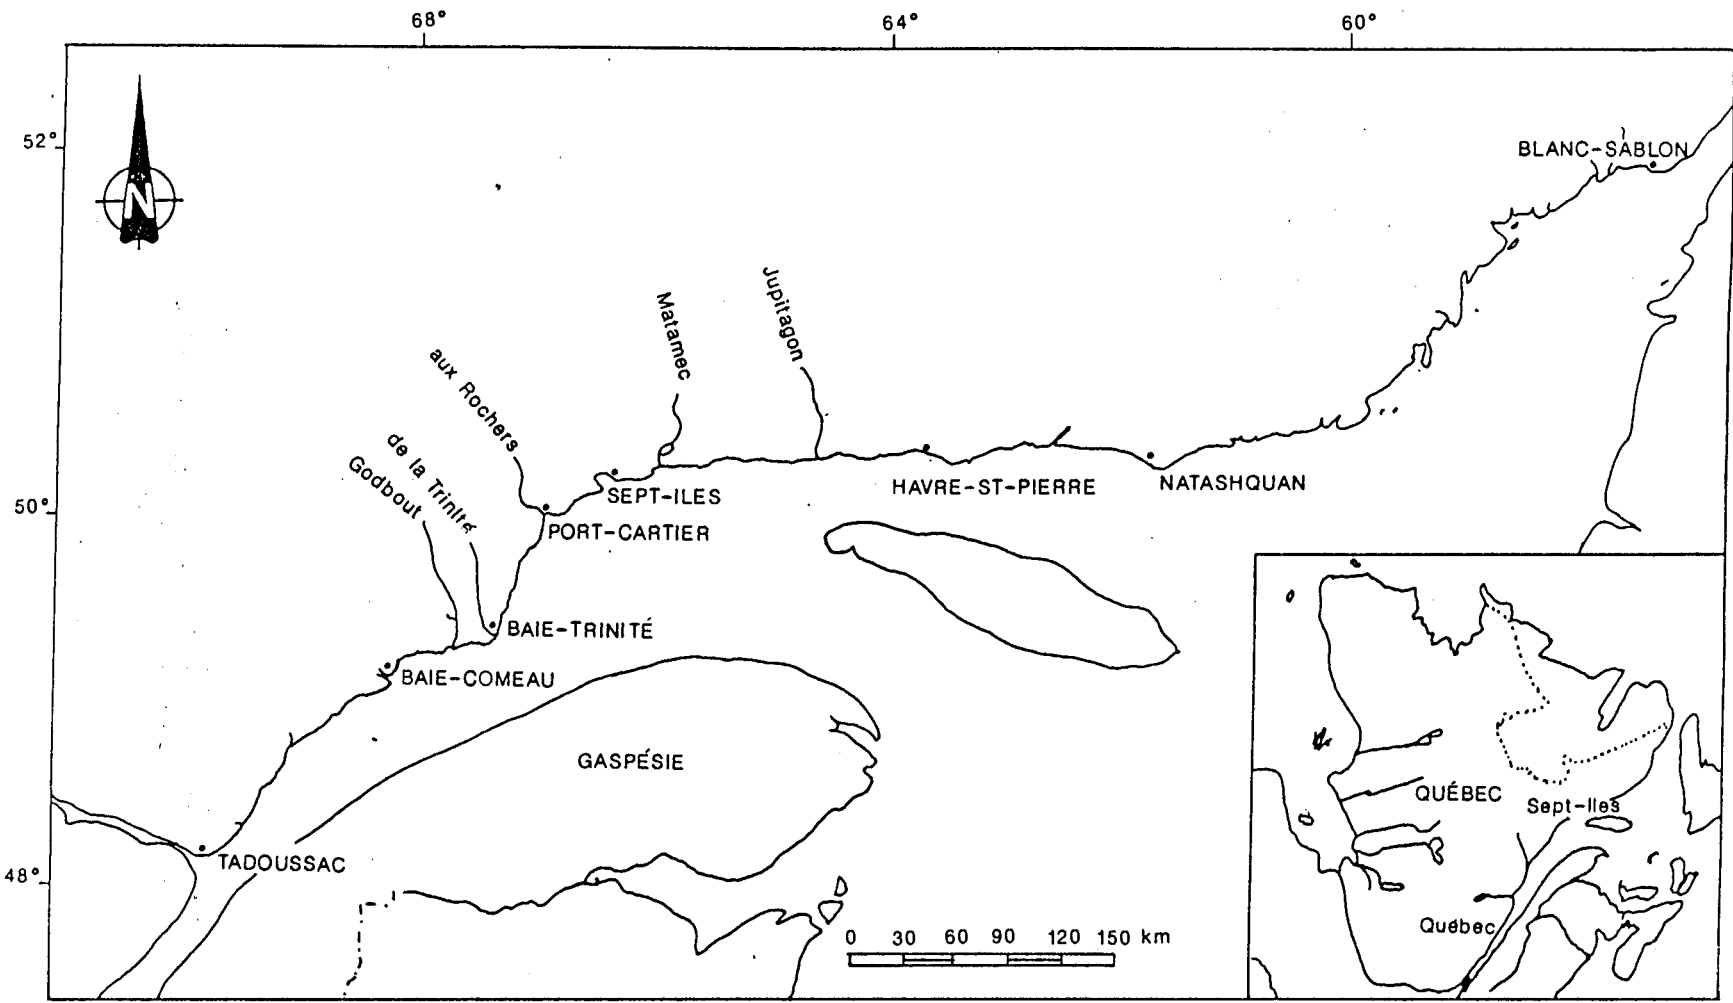 68° 64° 60°
52°
BLANC-SABLON
N
Jupitagon
Matamec
aux Rochers
de la Trinité
Godbout
SEPT-ILES
HAVRE-ST-PIERRE
NATASHQUAN
50°
PORT-CARTIER
BAIE-TRINITÉ
BAIE-COMEAU
GASPÉSIE
TADOUSSAC
48°
0 30 60 90 120 150 km
QUÉBEC
Sept-Iles
Québec